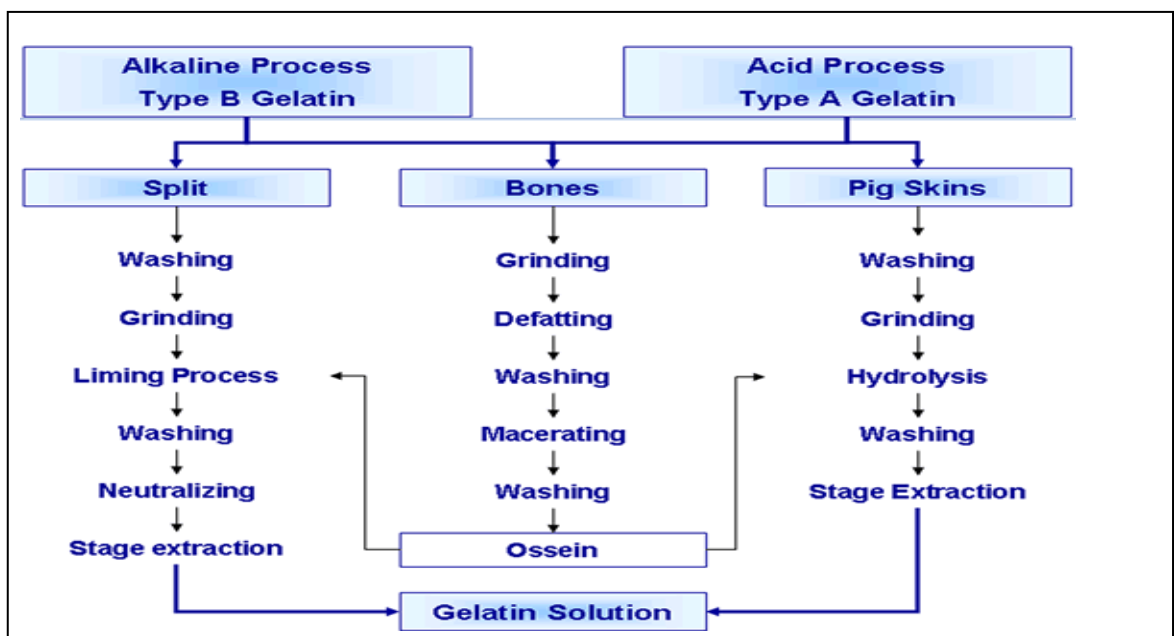 Alkaline Process
Type B Gelatin
Acid Process
Type A Gelatin
Split
Bones
Pig Skins
Washing
Grinding
Washing
Grinding
Defatting
Grinding
Liming Process
Washing
Hydrolysis
Washing
Macerating
Washing
Neutralizing
Washing
Stage Extraction
Stage extraction
Ossein
Gelatin Solution